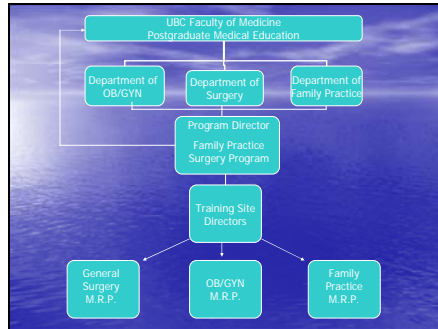 UBC Faculty of Medicine
Postgraduate Medical Education
Department of
OB/GYN
Department of
Surgery
Department of
Family Practice
Program Director
Family Practice
Surgery Program
Training Site
Directors
General
Surgery
M.R.P.
OB/GYN
M.R.P.
Family
Practice
M.R.P.